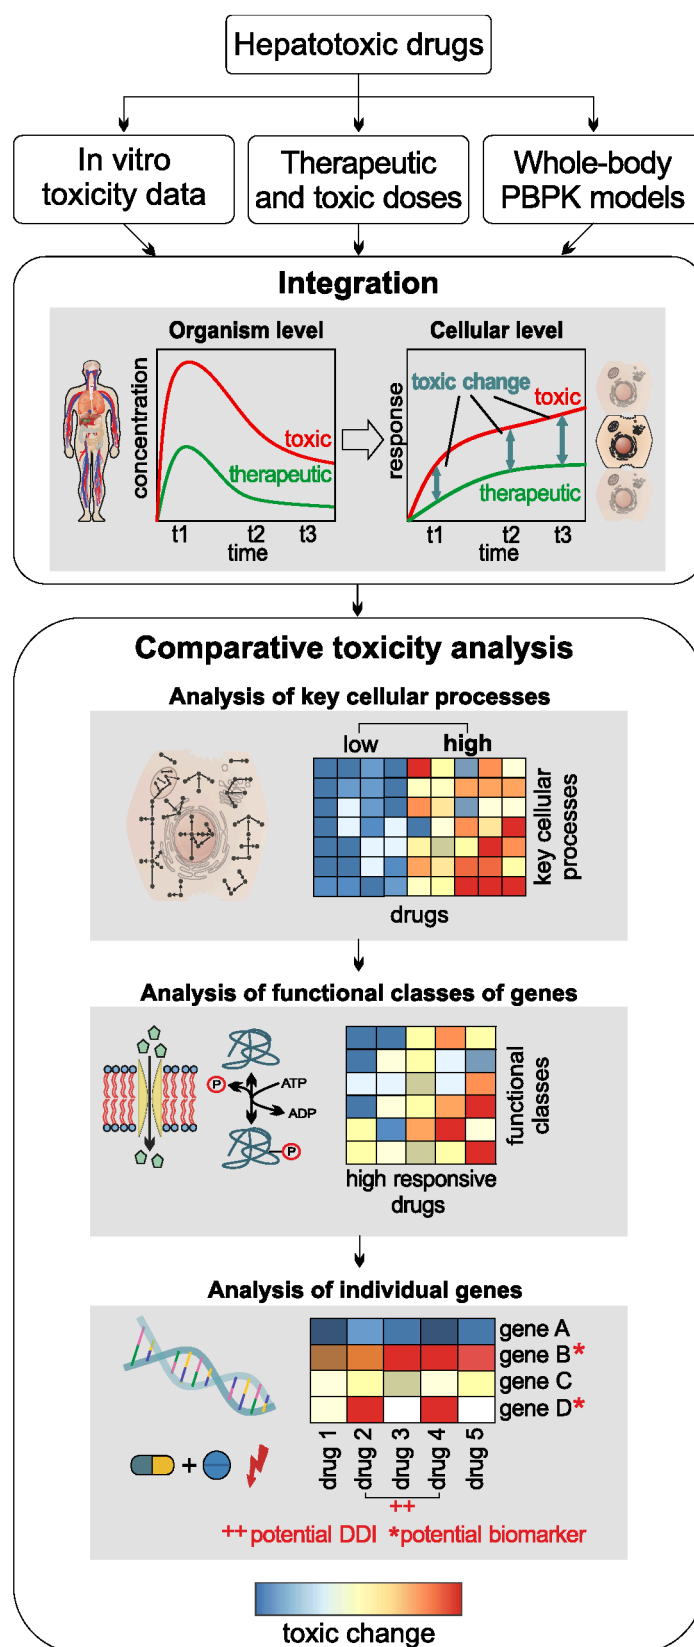 Hepatotoxic drugs
In vitro
toxicity data
Therapeutic
and toxic doses
Whole-body
PBPK models
Integration
Organism level
concentration
toxic
therapeutic
t1 t2 t3
time
Cellular level
response
toxic change
toxic
therapeutic
t1 t2 t3
time
Comparative toxicity analysis
Analysis of key cellular processes
low high
key cellular
processes
drugs
Analysis of functional classes of genes
P
ATP
ADP
P
functional
classes
high responsive
drugs
Analysis of individual genes
gene A
gene B*
gene C
gene D*
drug 1
drug 2
drug 3
drug 4
drug 5
+
++
++potential DDI *potential biomarker
toxic change